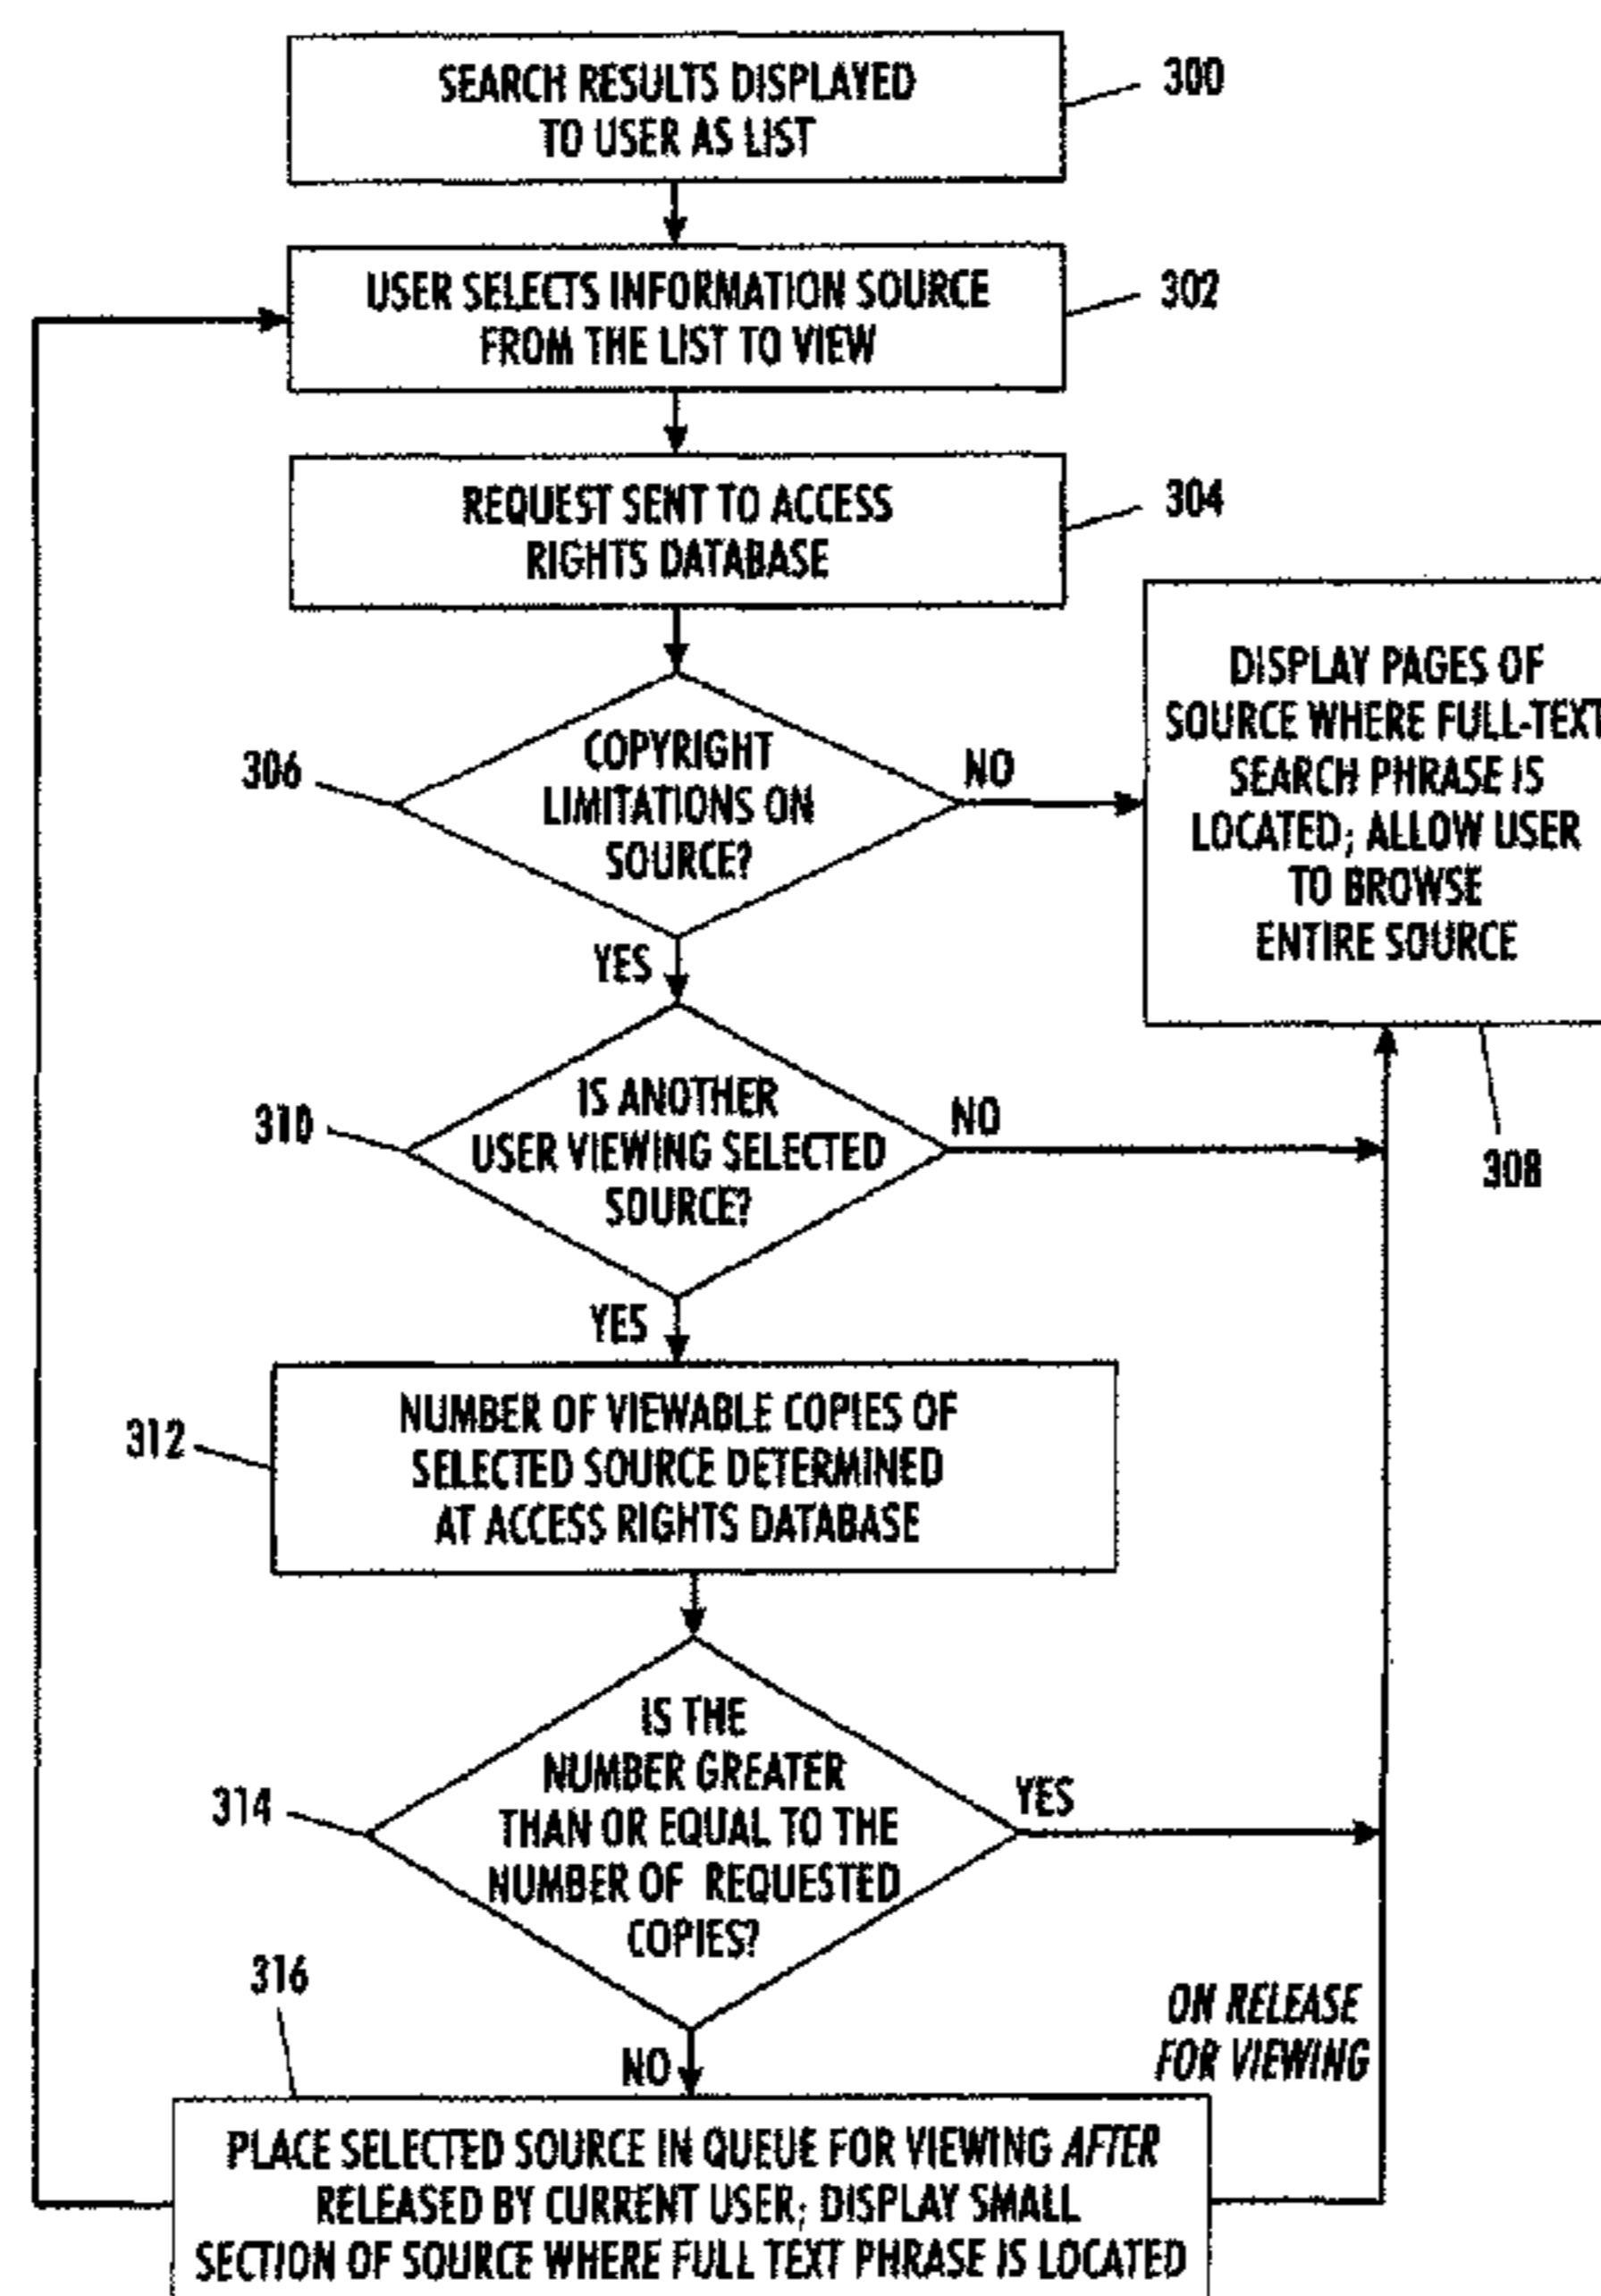 SEARCH RESULTS DISPLAYED
TO USER AS LIST
300
USER SELECTS INFORMATION SOURCE
FROM THE LIST TO VIEW
302
REQUEST SENT TO ACCESS
RIGHTS DATABASE
304
COPYRIGHT
LIMITATIONS ON
SOURCE?
306
NO
YES
DISPLAY PAGES OF
SOURCE WHERE FULL-TEXT
SEARCH PHRASE IS
LOCATED; ALLOW USER
TO BROWSE
ENTIRE SOURCE
308
IS ANOTHER
USER VIEWING SELECTED
SOURCE?
310
NO
YES
NUMBER OF VIEWABLE COPIES OF
SELECTED SOURCE DETERMINED
AT ACCESS RIGHTS DATABASE
312
IS THE
NUMBER GREATER
THAN OR EQUAL TO THE
NUMBER OF REQUESTED
COPIES?
314
YES
NO
316
ON RELEASE
FOR VIEWING
PLACE SELECTED SOURCE IN QUEUE FOR VIEWING AFTER
RELEASED BY CURRENT USER; DISPLAY SMALL
SECTION OF SOURCE WHERE FULL TEXT PHRASE IS LOCATED